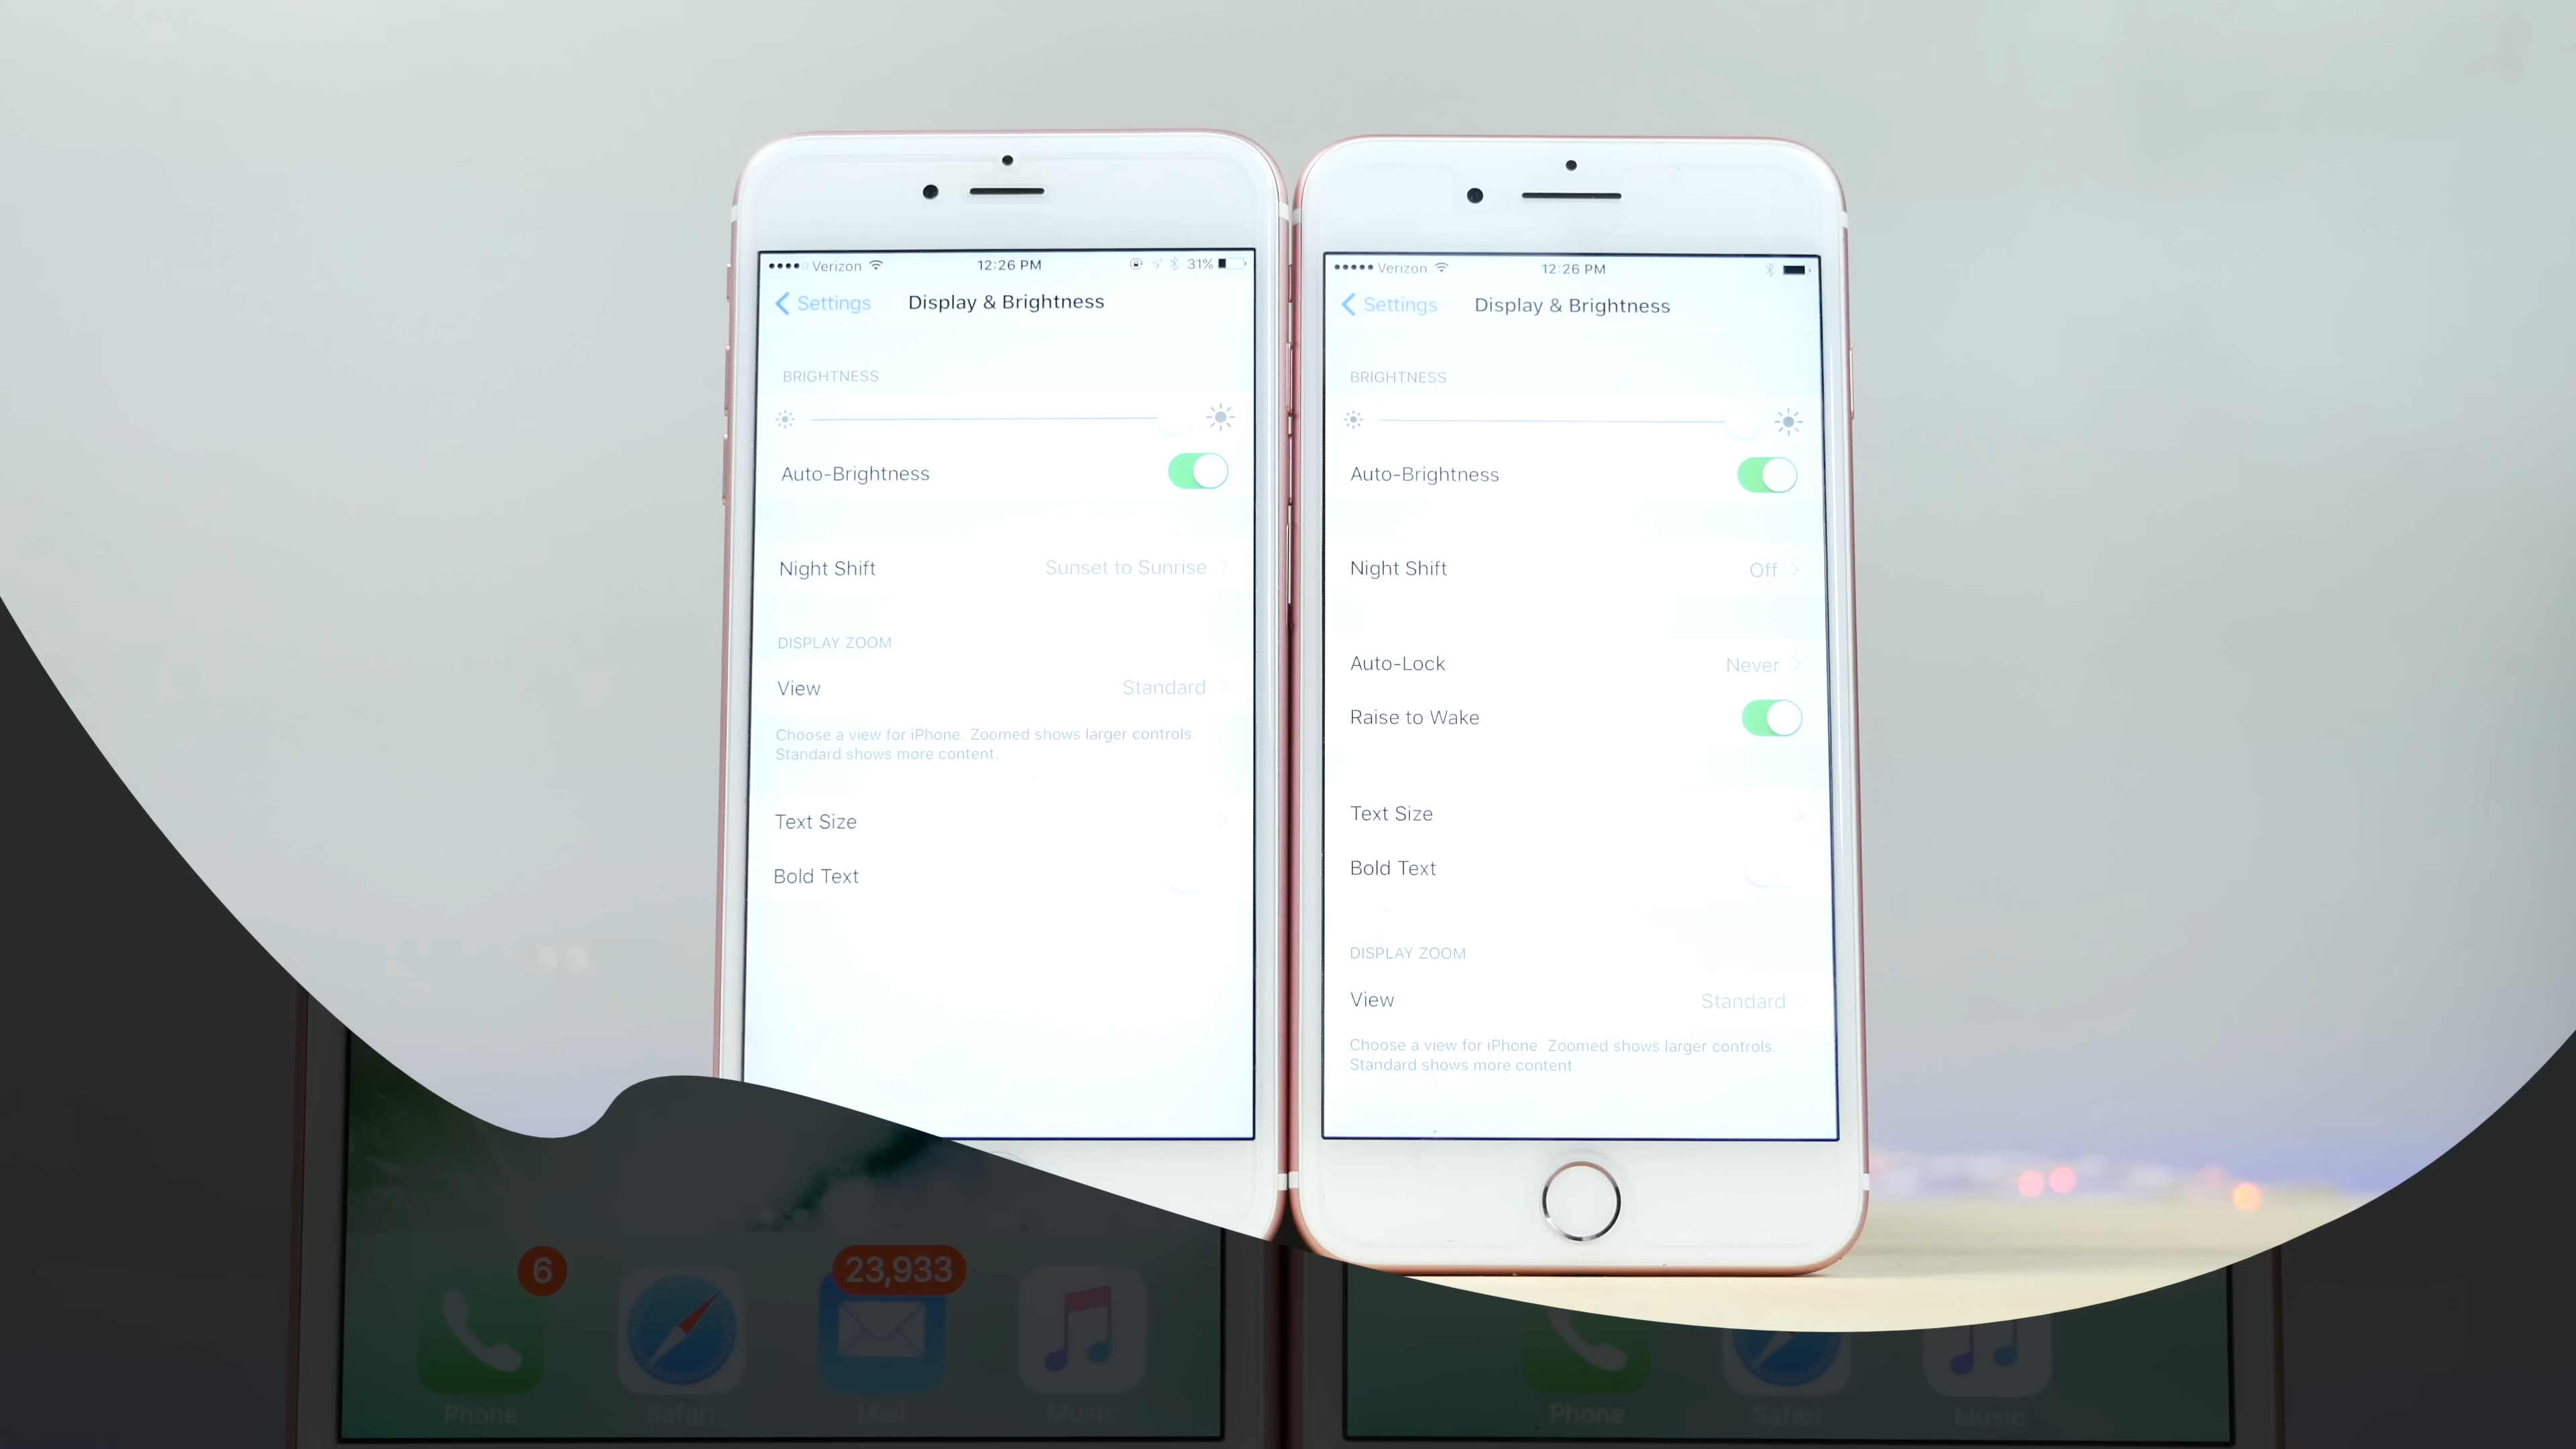 Verizon 12:26 PM 31%
Settings Display & Brightness
BRIGHTNESS
Auto-Brightness
Night Shift Sunset to Sunrise
DISPLAY ZOOM
View Standard
Choose a view for iPhone. Zoomed shows larger controls.
Standard shows more content.
Text Size
Bold Text
Verizon 12:26 PM
Settings Display & Brightness
BRIGHTNESS
Auto-Brightness
Night Shift Off
Auto-Lock Never
Raise to Wake
Text Size
Bold Text
DISPLAY ZOOM
View Standard
Choose a view for iPhone. Zoomed shows larger controls.
Standard shows more content.
6 23,933
Phone Safari Mail Music
Phone Safari Music